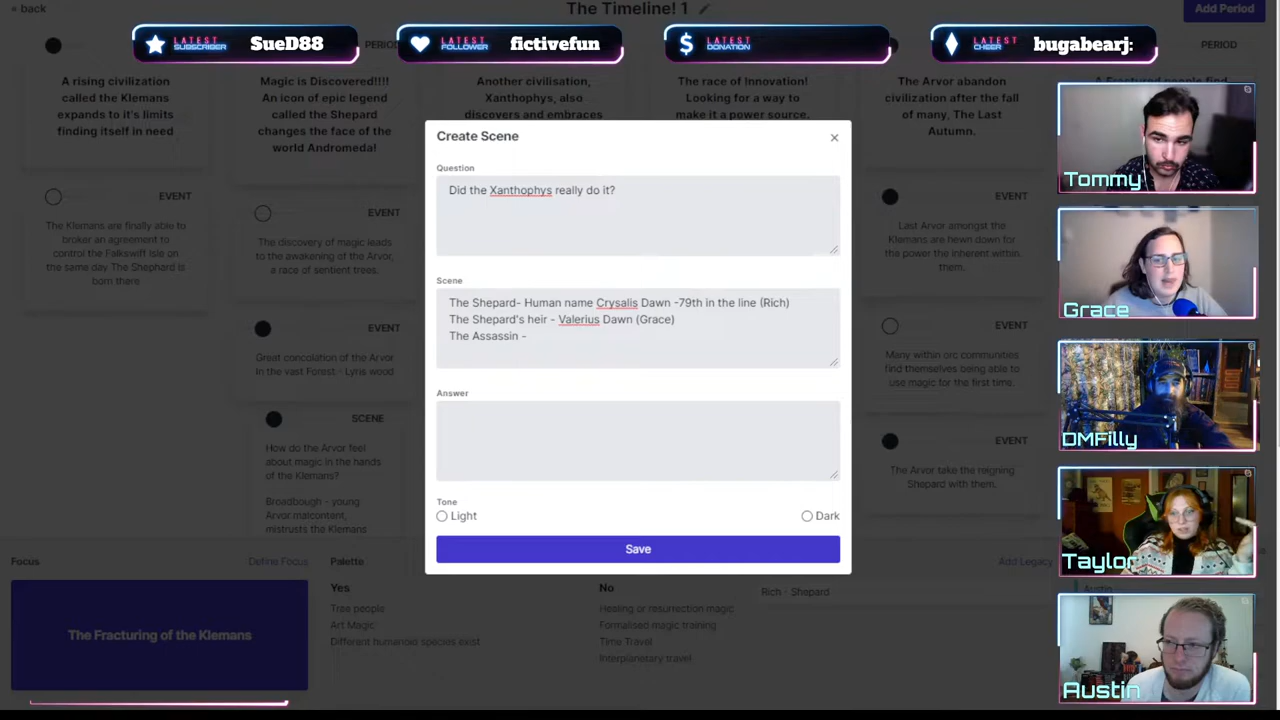 « back
The Timeline! 1
Add Period
LATEST SUBSCRIBER SueD88
LATEST FOLLOWER fictivefun
LATEST DONATION
LATEST CHEER bugabearj:
PERIOD
PERIOD
A rising civilization
called the Klemans
expands to it's limits
finding itself in need
Magic is Discovered!!!!
An icon of epic legend
called the Shepard
changes the face of the
world Andromeda!
Another civilisation,
Xanthophys, also
discovers and embraces
The race of Innovation!
Looking for a way to
make it a power source.
The Arvor abandon
civilization after the fall
of many, The Last
Autumn.
A Fractured people find
EVENT
The Klemans are finally able to
broker an agreement to
control the Falkswift Isle on
the same day The Shephard is
born there
EVENT
The discovery of magic leads
to the awakening of the Arvor,
a race of sentient trees.
EVENT
Great concolation of the Arvor
In the vast Forest - Lyris wood
SCENE
How do the Arvor feel
about magic in the hands
of the Klemans?
Broadbough - young
Arvor malcontent,
mistrusts the Klemans
Create Scene
×
Question
Did the Xanthophys really do it?
Scene
The Shepard- Human name Crysalis Dawn -79th in the line (Rich)
The Shepard's heir - Valerius Dawn (Grace)
The Assassin -
Answer
Tone
Light
Dark
Save
EVENT
Last Arvor amongst the
Klemans are hewn down for
the power the inherent within
them.
EVENT
Many within orc communities
find themselves being able to
use magic for the first time.
EVENT
The Arvor take the reigning
Shepard with them.
Focus
Define Focus
The Fracturing of the Klemans
Palette
Yes
Tree people
Art Magic
Different humanoid species exist
No
Healing or resurrection magic
Formalised magic training
Time Travel
Interplanetary travel
Add Legacy
Rich - Shepard
Austin
Tommy
Grace
DMFilly
Taylor
Austin